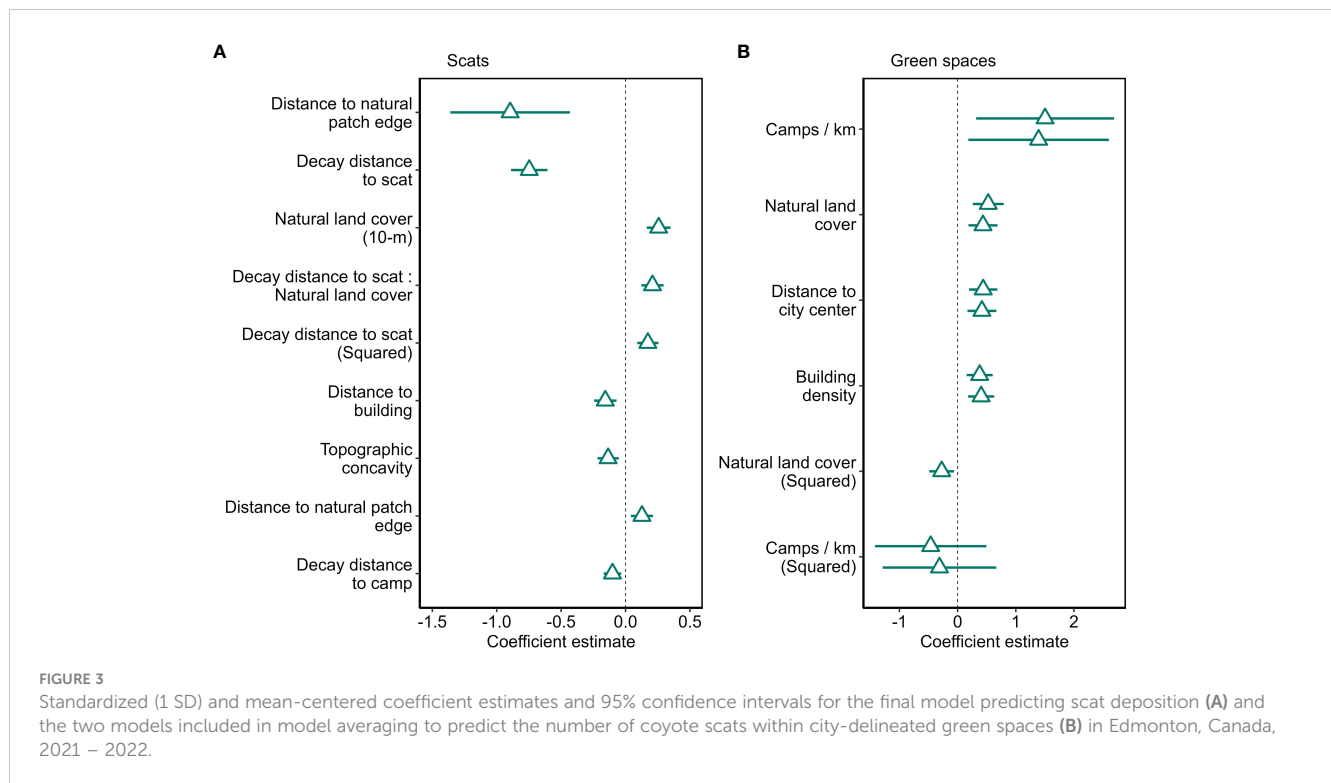 A
Scats
Distance to natural
patch edge
Decay distance
to scat
Natural land cover
(10-m)
Decay distance to scat :
Natural land cover
Decay distance to scat
(Squared)
Distance to
building
Topographic
concavity
Distance to natural patch
edge
Decay distance
to camp
-1.5 -1.0 -0.5 0.0 0.5
Coefficient estimate
B
Green spaces
Camps / km
Natural land
cover
Distance to
city center
Building
density
Natural land cover
(Squared)
Camps / km
(Squared)
-1 0 1 2
Coefficient estimate
FIGURE 3
Standardized (1 SD) and mean-centered coefficient estimates and 95% confidence intervals for the final model predicting scat deposition (A) and
the two models included in model averaging to predict the number of coyote scats within city-delineated green spaces (B) in Edmonton, Canada,
2021 – 2022.